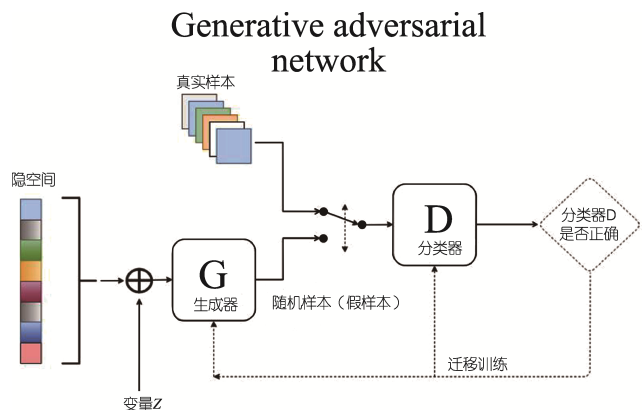 Generative adversarial
network
真实样本
隐空间
D
分类器
分类器D
是否正确
G
生成器
随机样本（假样本）
迁移训练
变量Z